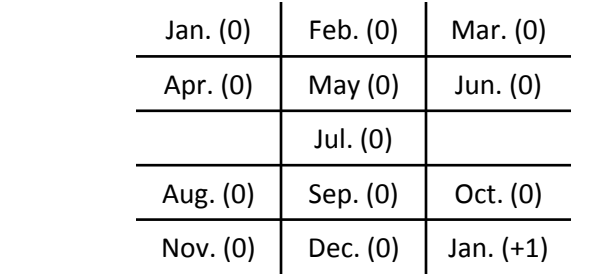 Jan. (0) Feb. (0) Mar. (0)
Apr. (0) May (0) Jun. (0)
Jul. (0)
Aug. (0) Sep. (0) Oct. (0)
Nov. (0) Dec. (0) Jan. (+1)